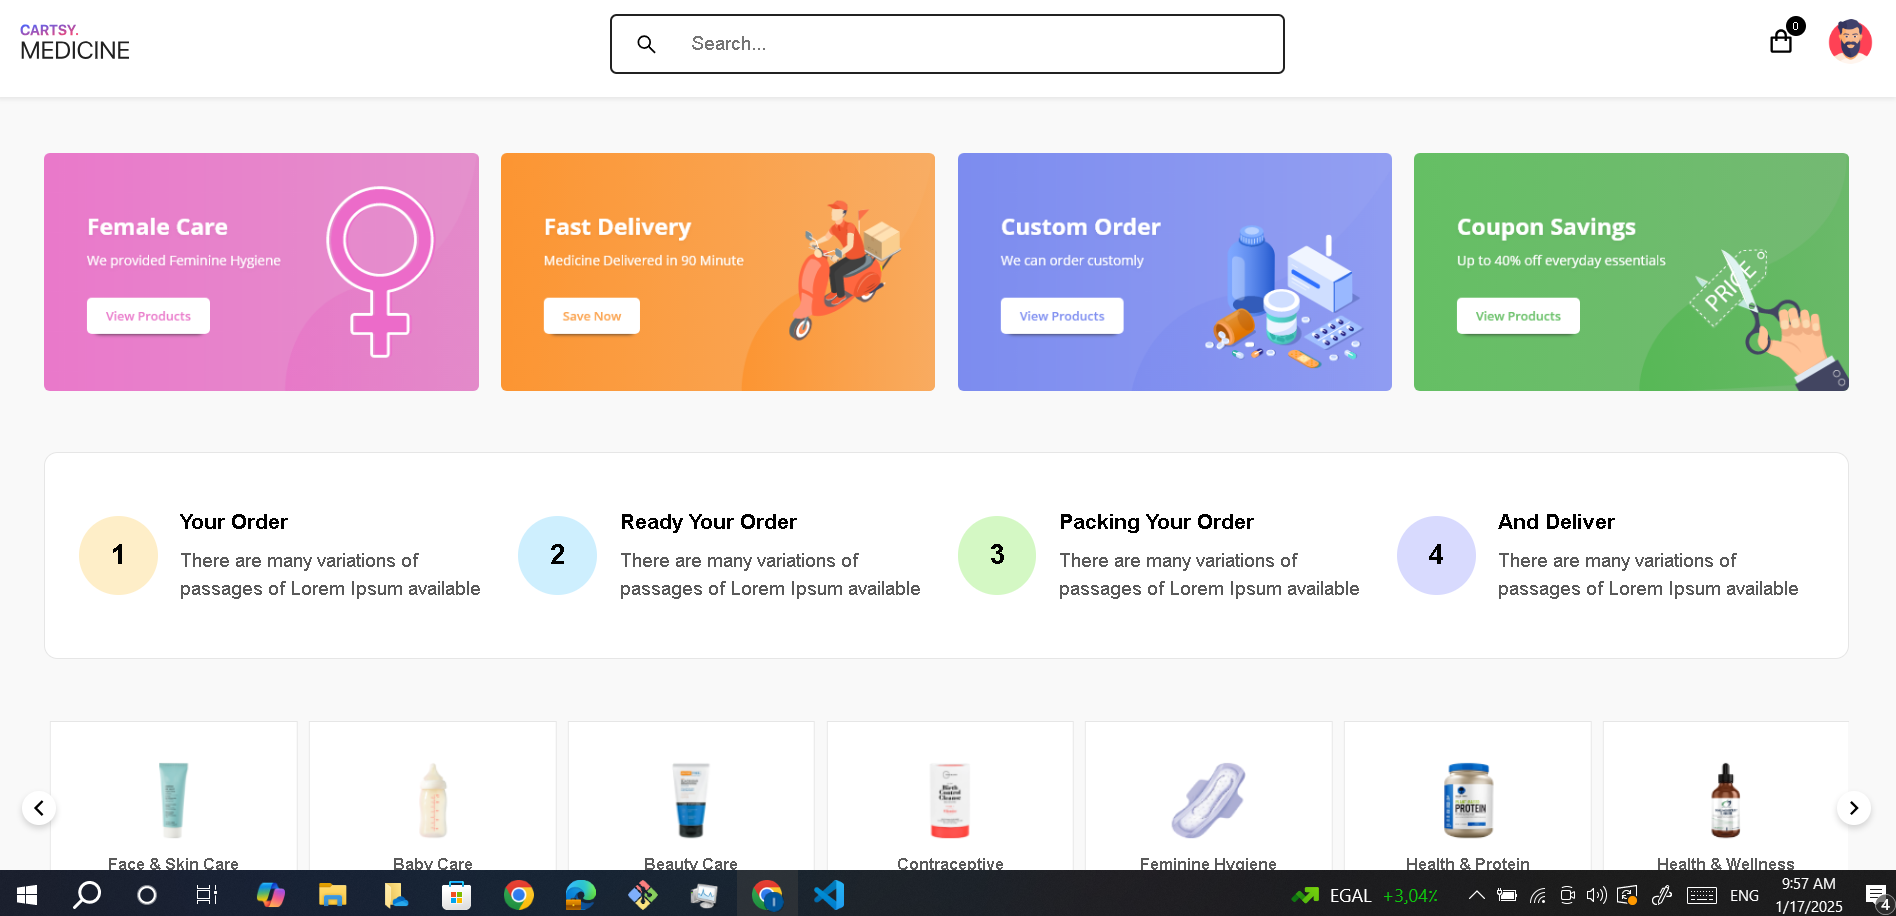 CARTSY.
MEDICINE
Search...
0
Female Care
We provided Feminine Hygiene
View Products
Fast Delivery
Medicine Delivered in 90 Minute
Save Now
Custom Order
We can order customly
View Products
Coupon Savings
Up to 40% off everyday essentials
View Products
PRICE
1
Your Order
There are many variations of
passages of Lorem Ipsum available
2
Ready Your Order
There are many variations of
passages of Lorem Ipsum available
3
Packing Your Order
There are many variations of
passages of Lorem Ipsum available
4
And Deliver
There are many variations of
passages of Lorem Ipsum available
Birth
Control
Cleanse
PROTEIN
Face & Skin Care
Baby Care
Beauty Care
Contraceptive
Feminine Hygiene
Health & Protein
Health & Wellness
EGAL +3,04%
ENG
9:57 AM
1/17/2025
4